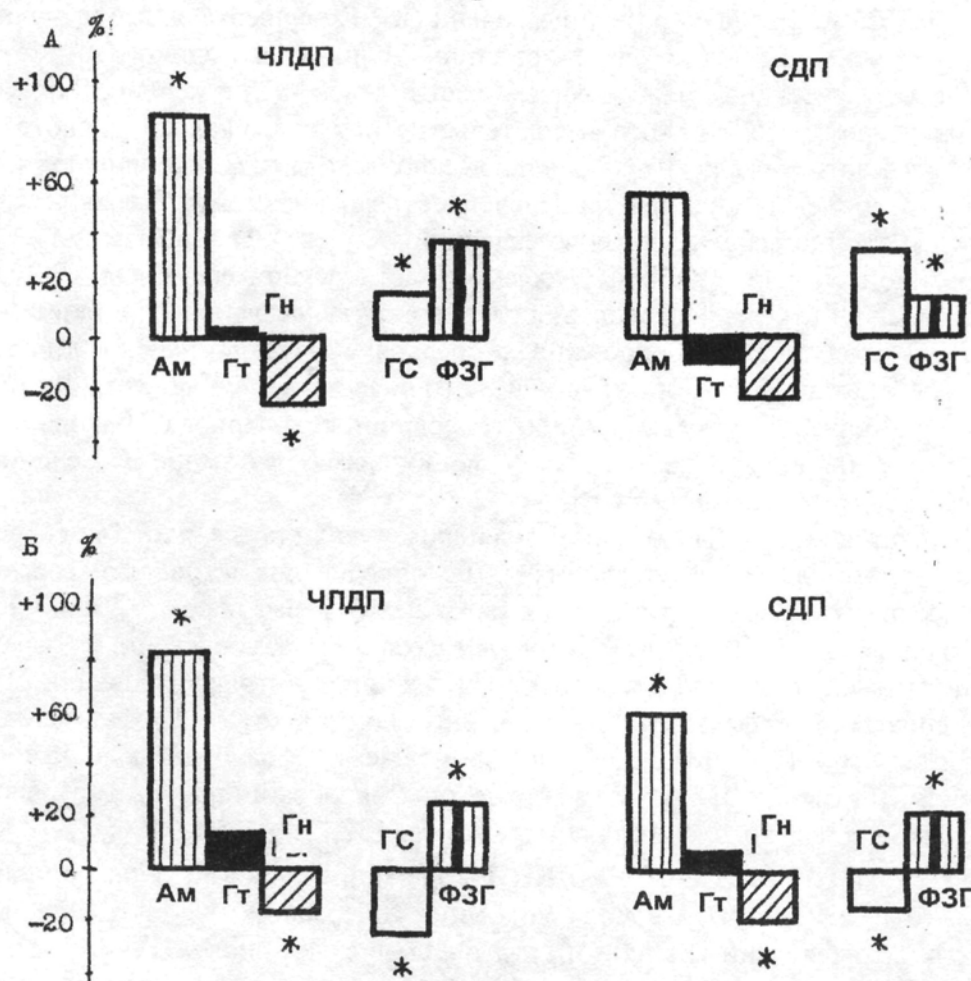 А %
ЧЛДП СДП
+100 * 
+60 * *
+20 * Гн * Гн
0
Ам Гт ГС ФЗГ Ам Гт ГС ФЗГ
-20
*
Б %
ЧЛДП СДП
+100 *
+60 * * *
+20 Гн ГС Гн ГС
0
Ам Гт ФЗГ Ам Гт ФЗГ
-20 * * * *